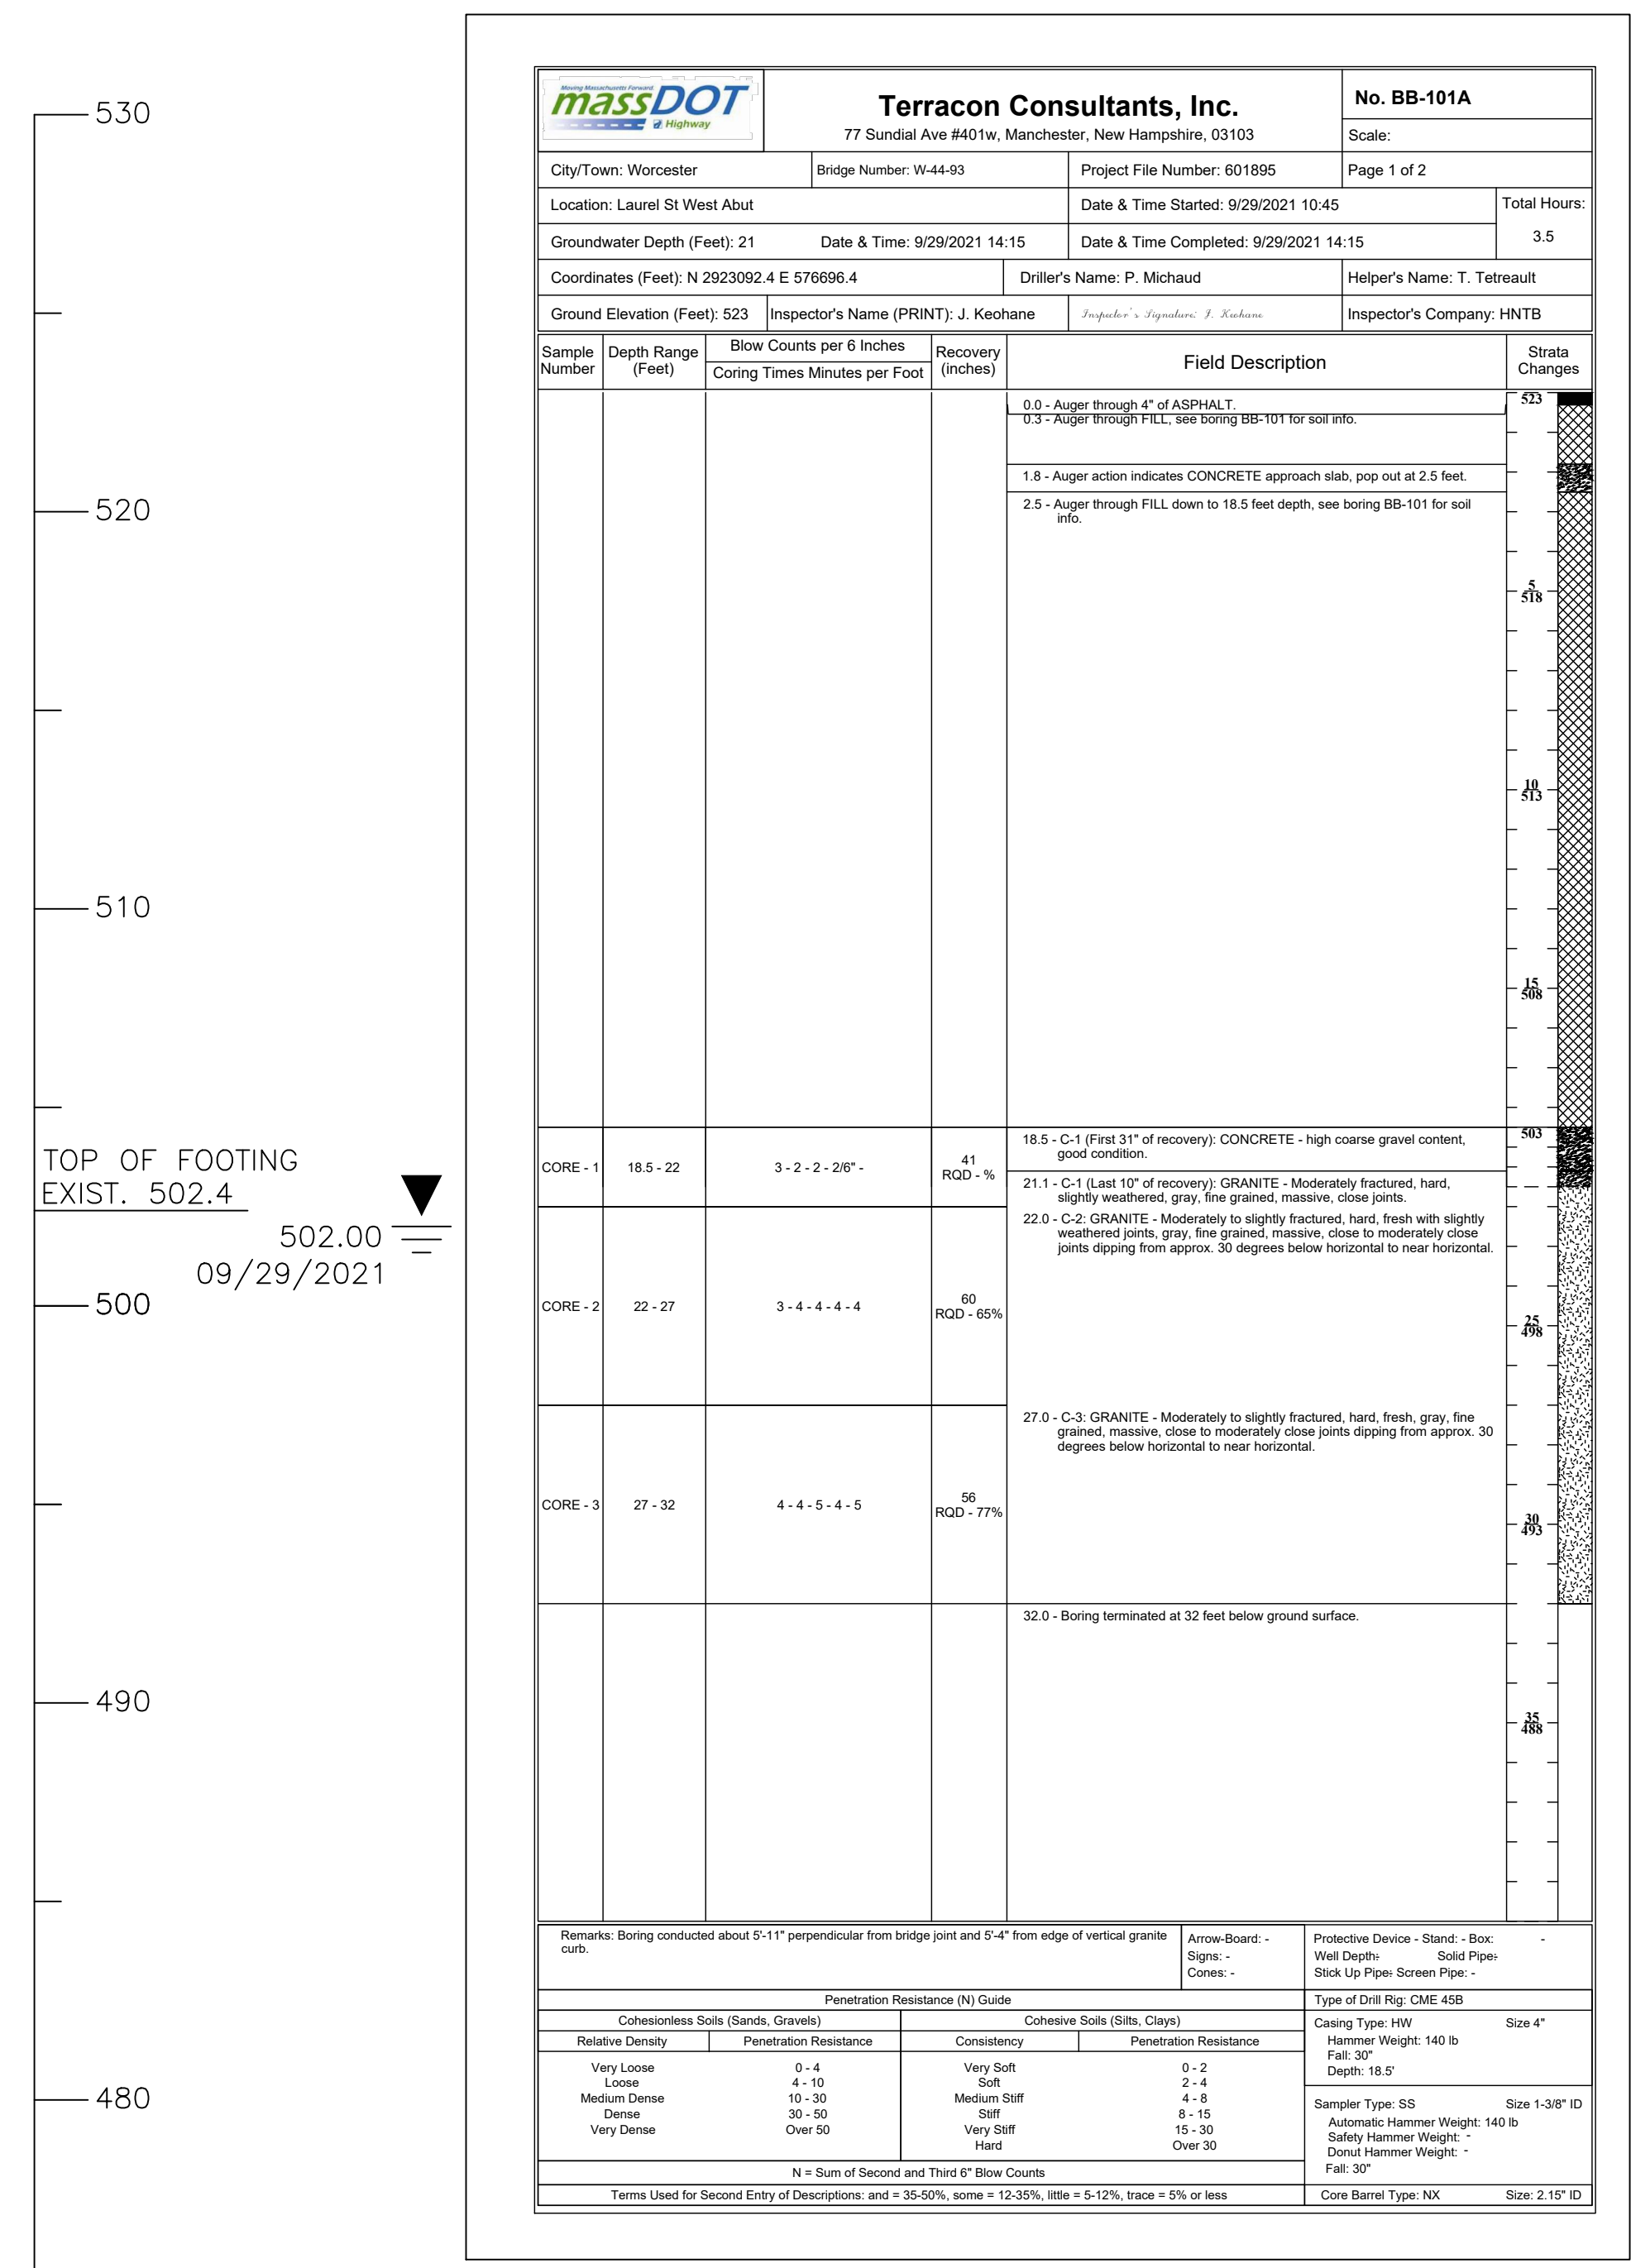 530
520
510
TOP OF FOOTING
EXIST. 502.4
502.00
09/29/2021
500
490
480
Moving Massachusetts Forward.
massDOT
Highway
Terracon Consultants, Inc.
77 Sundial Ave #401w, Manchester, New Hampshire, 03103
No. BB-101A
Scale:
City/Town: Worcester
Bridge Number: W-44-93
Project File Number: 601895
Page 1 of 2
Location: Laurel St West Abut
Date & Time Started: 9/29/2021 10:45
Total Hours:
3.5
Groundwater Depth (Feet): 21 Date & Time: 9/29/2021 14:15
Date & Time Completed: 9/29/2021 14:15
Coordinates (Feet): N 2923092.4 E 576696.4
Driller's Name: P. Michaud
Helper's Name: T. Tetreault
Ground Elevation (Feet): 523
Inspector's Name (PRINT): J. Keohane
Inspector's Signature: J. Keohane
Inspector's Company: HNTB
Sample
Number
Depth Range
(Feet)
Blow Counts per 6 Inches
Coring Times Minutes per Foot
Recovery
(inches)
Field Description
Strata
Changes
0.0 - Auger through 4" of ASPHALT.
523
0.3 - Auger through FILL, see boring BB-101 for soil info.
1.8 - Auger action indicates CONCRETE approach slab, pop out at 2.5 feet.
2.5 - Auger through FILL down to 18.5 feet depth, see boring BB-101 for soil
info.
5
518
10
513
15
508
503
CORE - 1 18.5 - 22 3 - 2 - 2 - 2/6" - 41
RQD - %
18.5 - C-1 (First 31" of recovery): CONCRETE - high coarse gravel content,
good condition.
21.1 - C-1 (Last 10" of recovery): GRANITE - Moderately fractured, hard,
slightly weathered, gray, fine grained, massive, close joints.
22.0 - C-2: GRANITE - Moderately to slightly fractured, hard, fresh with slightly
weathered joints, gray, fine grained, massive, close to moderately close
joints dipping from approx. 30 degrees below horizontal to near horizontal.
CORE - 2 22 - 27 3 - 4 - 4 - 4 - 4 60
RQD - 65%
25
498
27.0 - C-3: GRANITE - Moderately to slightly fractured, hard, fresh, gray, fine
grained, massive, close to moderately close joints dipping from approx. 30
degrees below horizontal to near horizontal.
CORE - 3 27 - 32 4 - 4 - 5 - 4 - 5 56
RQD - 77%
30
493
32.0 - Boring terminated at 32 feet below ground surface.
35
488
Remarks: Boring conducted about 5'-11" perpendicular from bridge joint and 5'-4" from edge of vertical granite
curb.
Arrow-Board: -
Signs: -
Cones: -
Protective Device - Stand: - Box: -
Well Depth: - Solid Pipe: -
Stick Up Pipe: - Screen Pipe: -
Penetration Resistance (N) Guide
Type of Drill Rig: CME 45B
Cohesionless Soils (Sands, Gravels) Cohesive Soils (Silts, Clays)
Relative Density Penetration Resistance Consistency Penetration Resistance
Very Loose 0 - 4 Very Soft 0 - 2
Loose 4 - 10 Soft 2 - 4
Medium Dense 10 - 30 Medium Stiff 4 - 8
Dense 30 - 50 Stiff 8 - 15
Very Dense Over 50 Very Stiff 15 - 30
Hard Over 30
N = Sum of Second and Third 6" Blow Counts
Terms Used for Second Entry of Descriptions: and = 35-50%, some = 12-35%, little = 5-12%, trace = 5% or less
Casing Type: HW Size 4"
Hammer Weight: 140 lb
Fall: 30"
Depth: 18.5'
Sampler Type: SS Size 1-3/8" ID
Automatic Hammer Weight: 140 lb
Safety Hammer Weight: -
Donut Hammer Weight: -
Fall: 30"
Core Barrel Type: NX Size: 2.15" ID